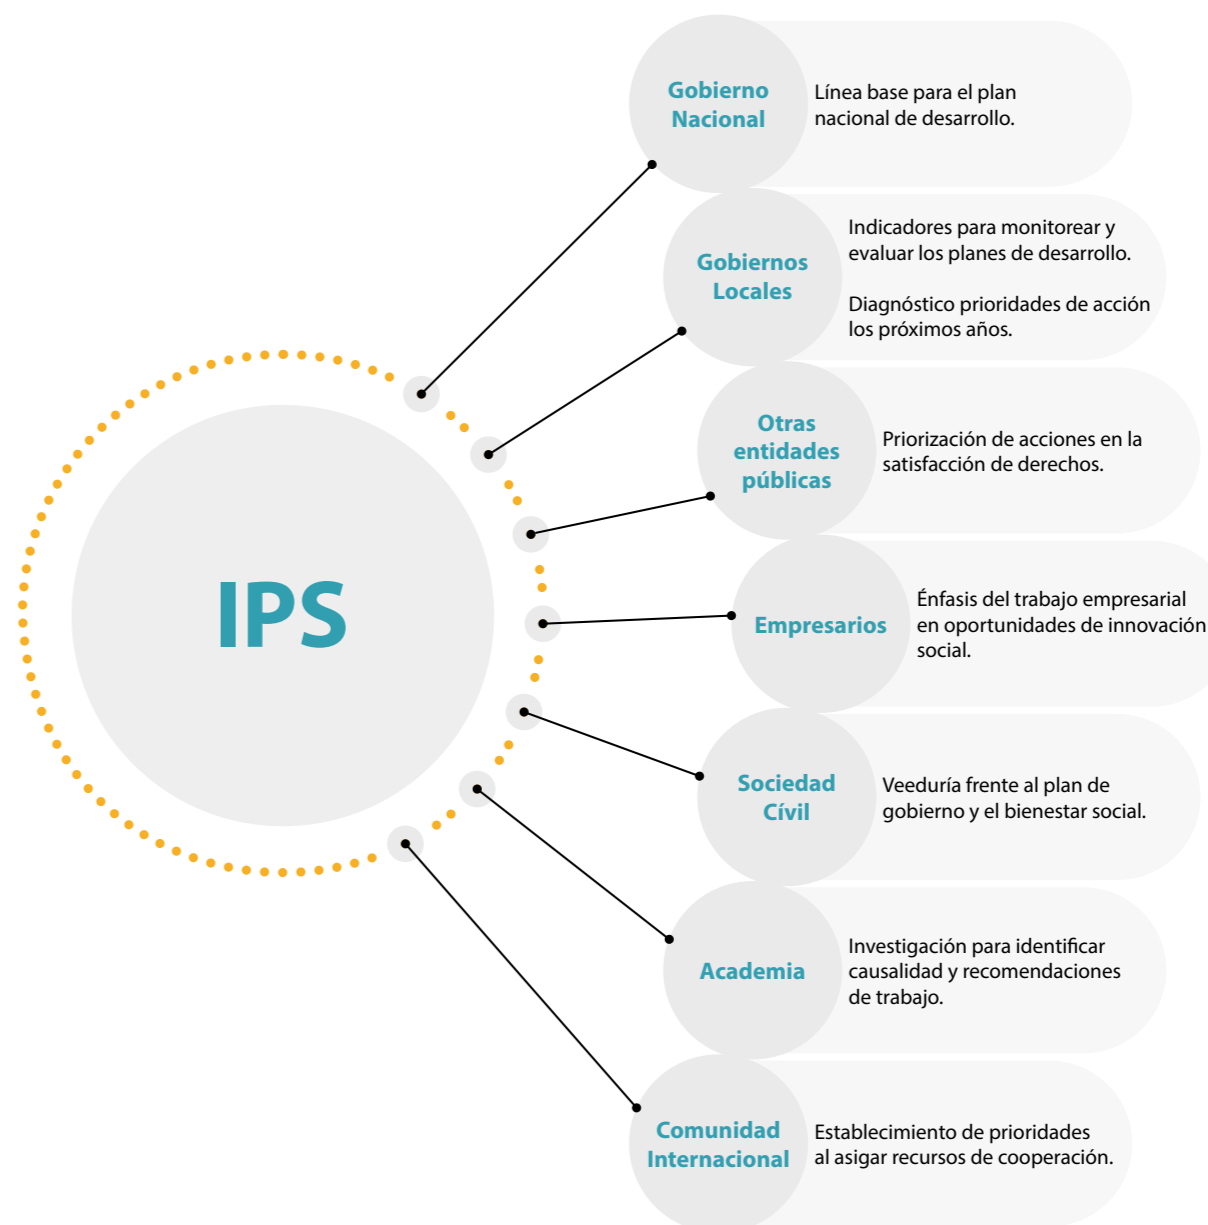 Gobierno
Nacional
Línea base para el plan
nacional de desarrollo.
Gobiernos
Locales
Indicadores para monitorear y
evaluar los planes de desarrollo.
Diagnóstico prioridades de acción
los próximos años.
Otras
entidades
públicas
Priorización de acciones en la
satisfacción de derechos.
IPS
Empresarios
Énfasis del trabajo empresarial
en oportunidades de innovación
social.
Sociedad
Cívil
Veeduría frente al plan de
gobierno y el bienestar social.
Academia
Investigación para identificar
causalidad y recomendaciones
de trabajo.
Comunidad
Internacional
Establecimiento de prioridades
al asigar recursos de cooperación.